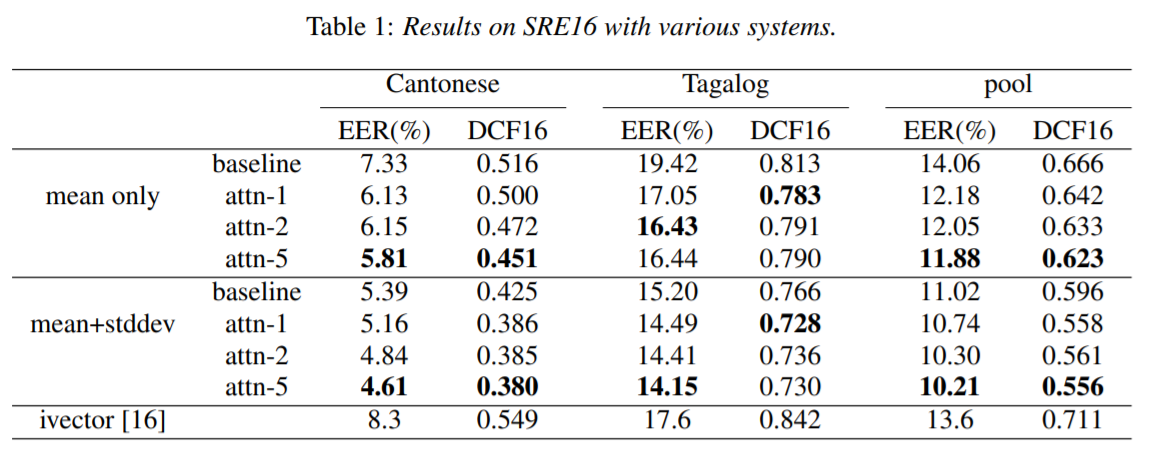 Table 1: Results on SRE16 with various systems.
Cantonese Tagalog pool
EER(%) DCF16 EER(%) DCF16 EER(%) DCF16
baseline 7.33 0.516 19.42 0.813 14.06 0.666
mean only attn-1 6.13 0.500 17.05 0.783 12.18 0.642
attn-2 6.15 0.472 16.43 0.791 12.05 0.633
attn-5 5.81 0.451 16.44 0.790 11.88 0.623
baseline 5.39 0.425 15.20 0.766 11.02 0.596
mean+stddev attn-1 5.16 0.386 14.49 0.728 10.74 0.558
attn-2 4.84 0.385 14.41 0.736 10.30 0.561
attn-5 4.61 0.380 14.15 0.730 10.21 0.556
ivector [16] 8.3 0.549 17.6 0.842 13.6 0.711